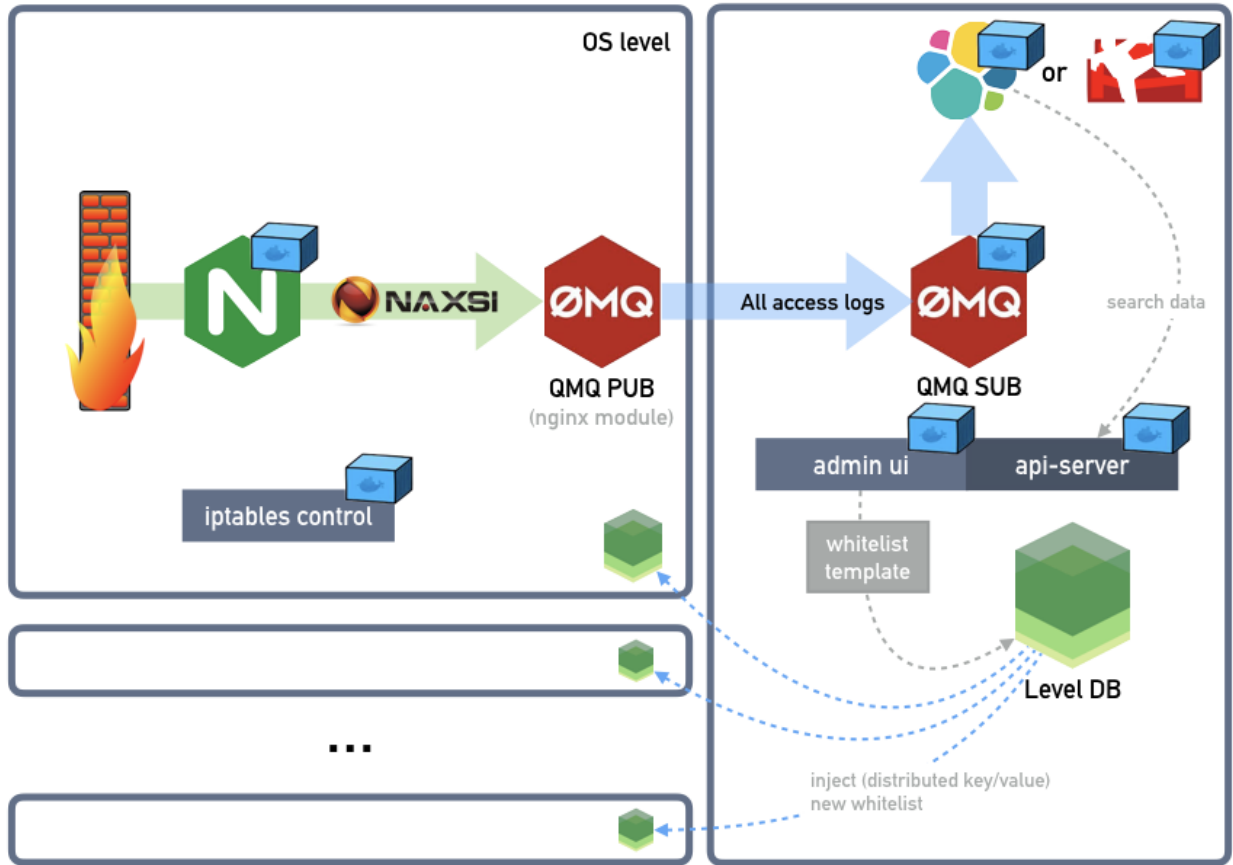 OS level
or
NAXSI
ØMQ
QMQ PUB
(nginx module)
All access logs
ØMQ
QMQ SUB
search data
admin ui
api-server
iptables control
whitelist
template
Level DB
...
inject (distributed key/value)
new whitelist